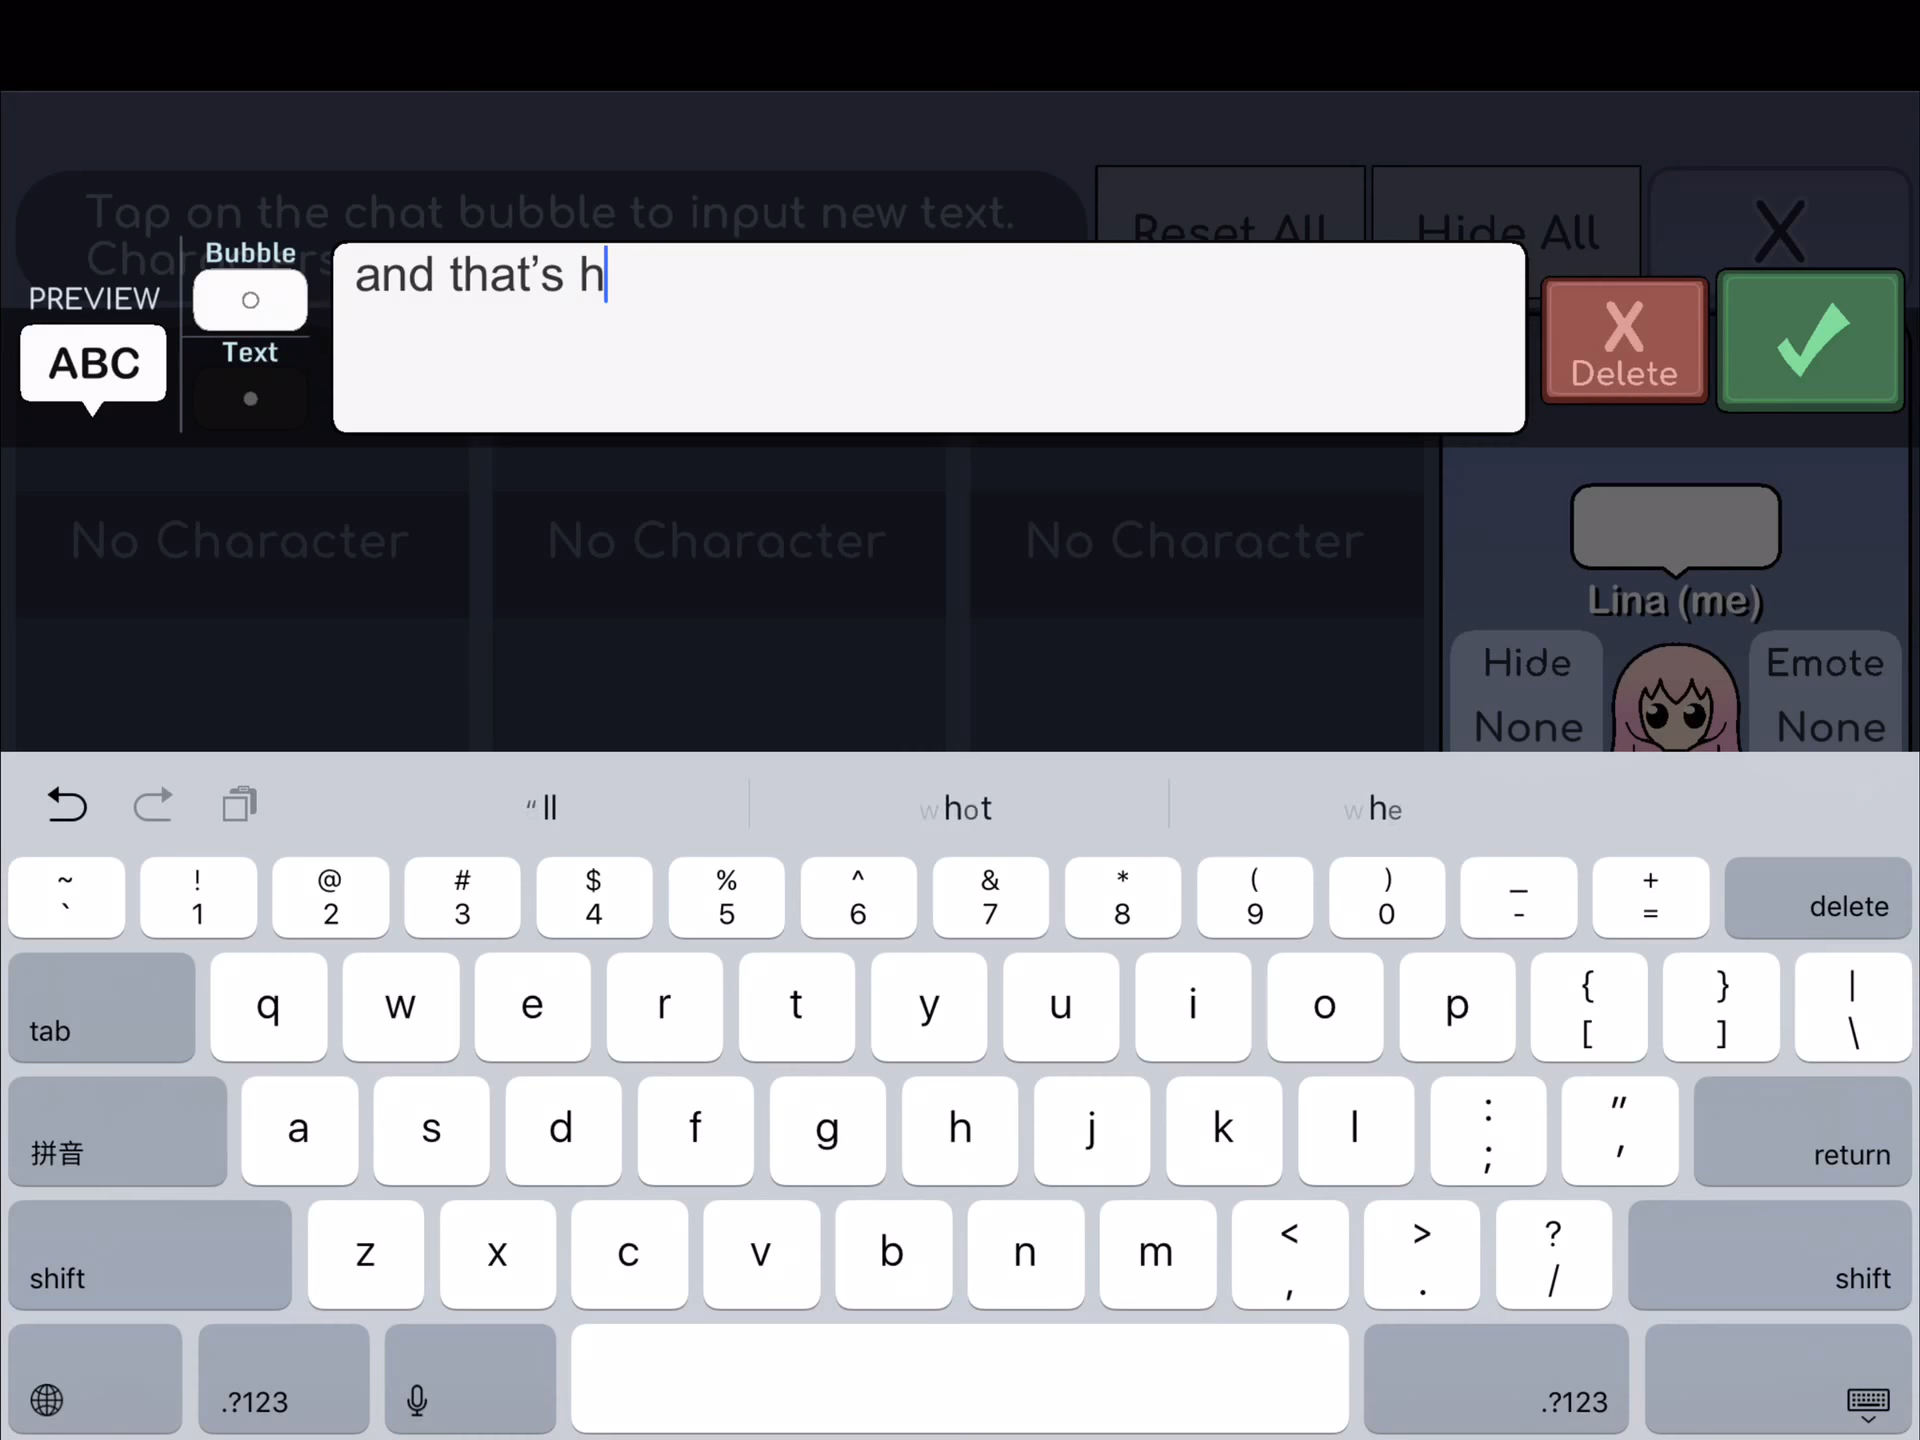 Tap on the chat bubble to input new text.
Characters
Reset All
Hide All
X
Bubble
PREVIEW
ABC
Text
and that’s h
X
Delete
No Character
No Character
No Character
Lina (me)
Hide
None
Emote
None
“ll
hot
he
~ ! @ # $ % ^ & * ( ) _ +
` 1 2 3 4 5 6 7 8 9 0 - = delete
tab q w e r t y u i o p { [ } ] | \
拼音 a s d f g h j k l : ; " ' return
shift z x c v b n m < , > . ? / shift
.?123 .?123